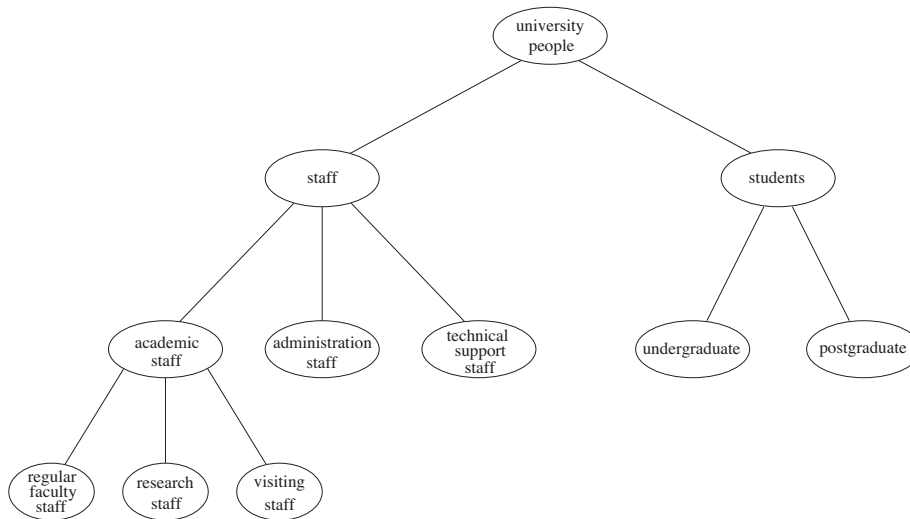 university
people
staff
students
academic
staff
administration
staff
technical
support
staff
undergraduate
postgraduate
regular
faculty
staff
research
staff
visiting
staff